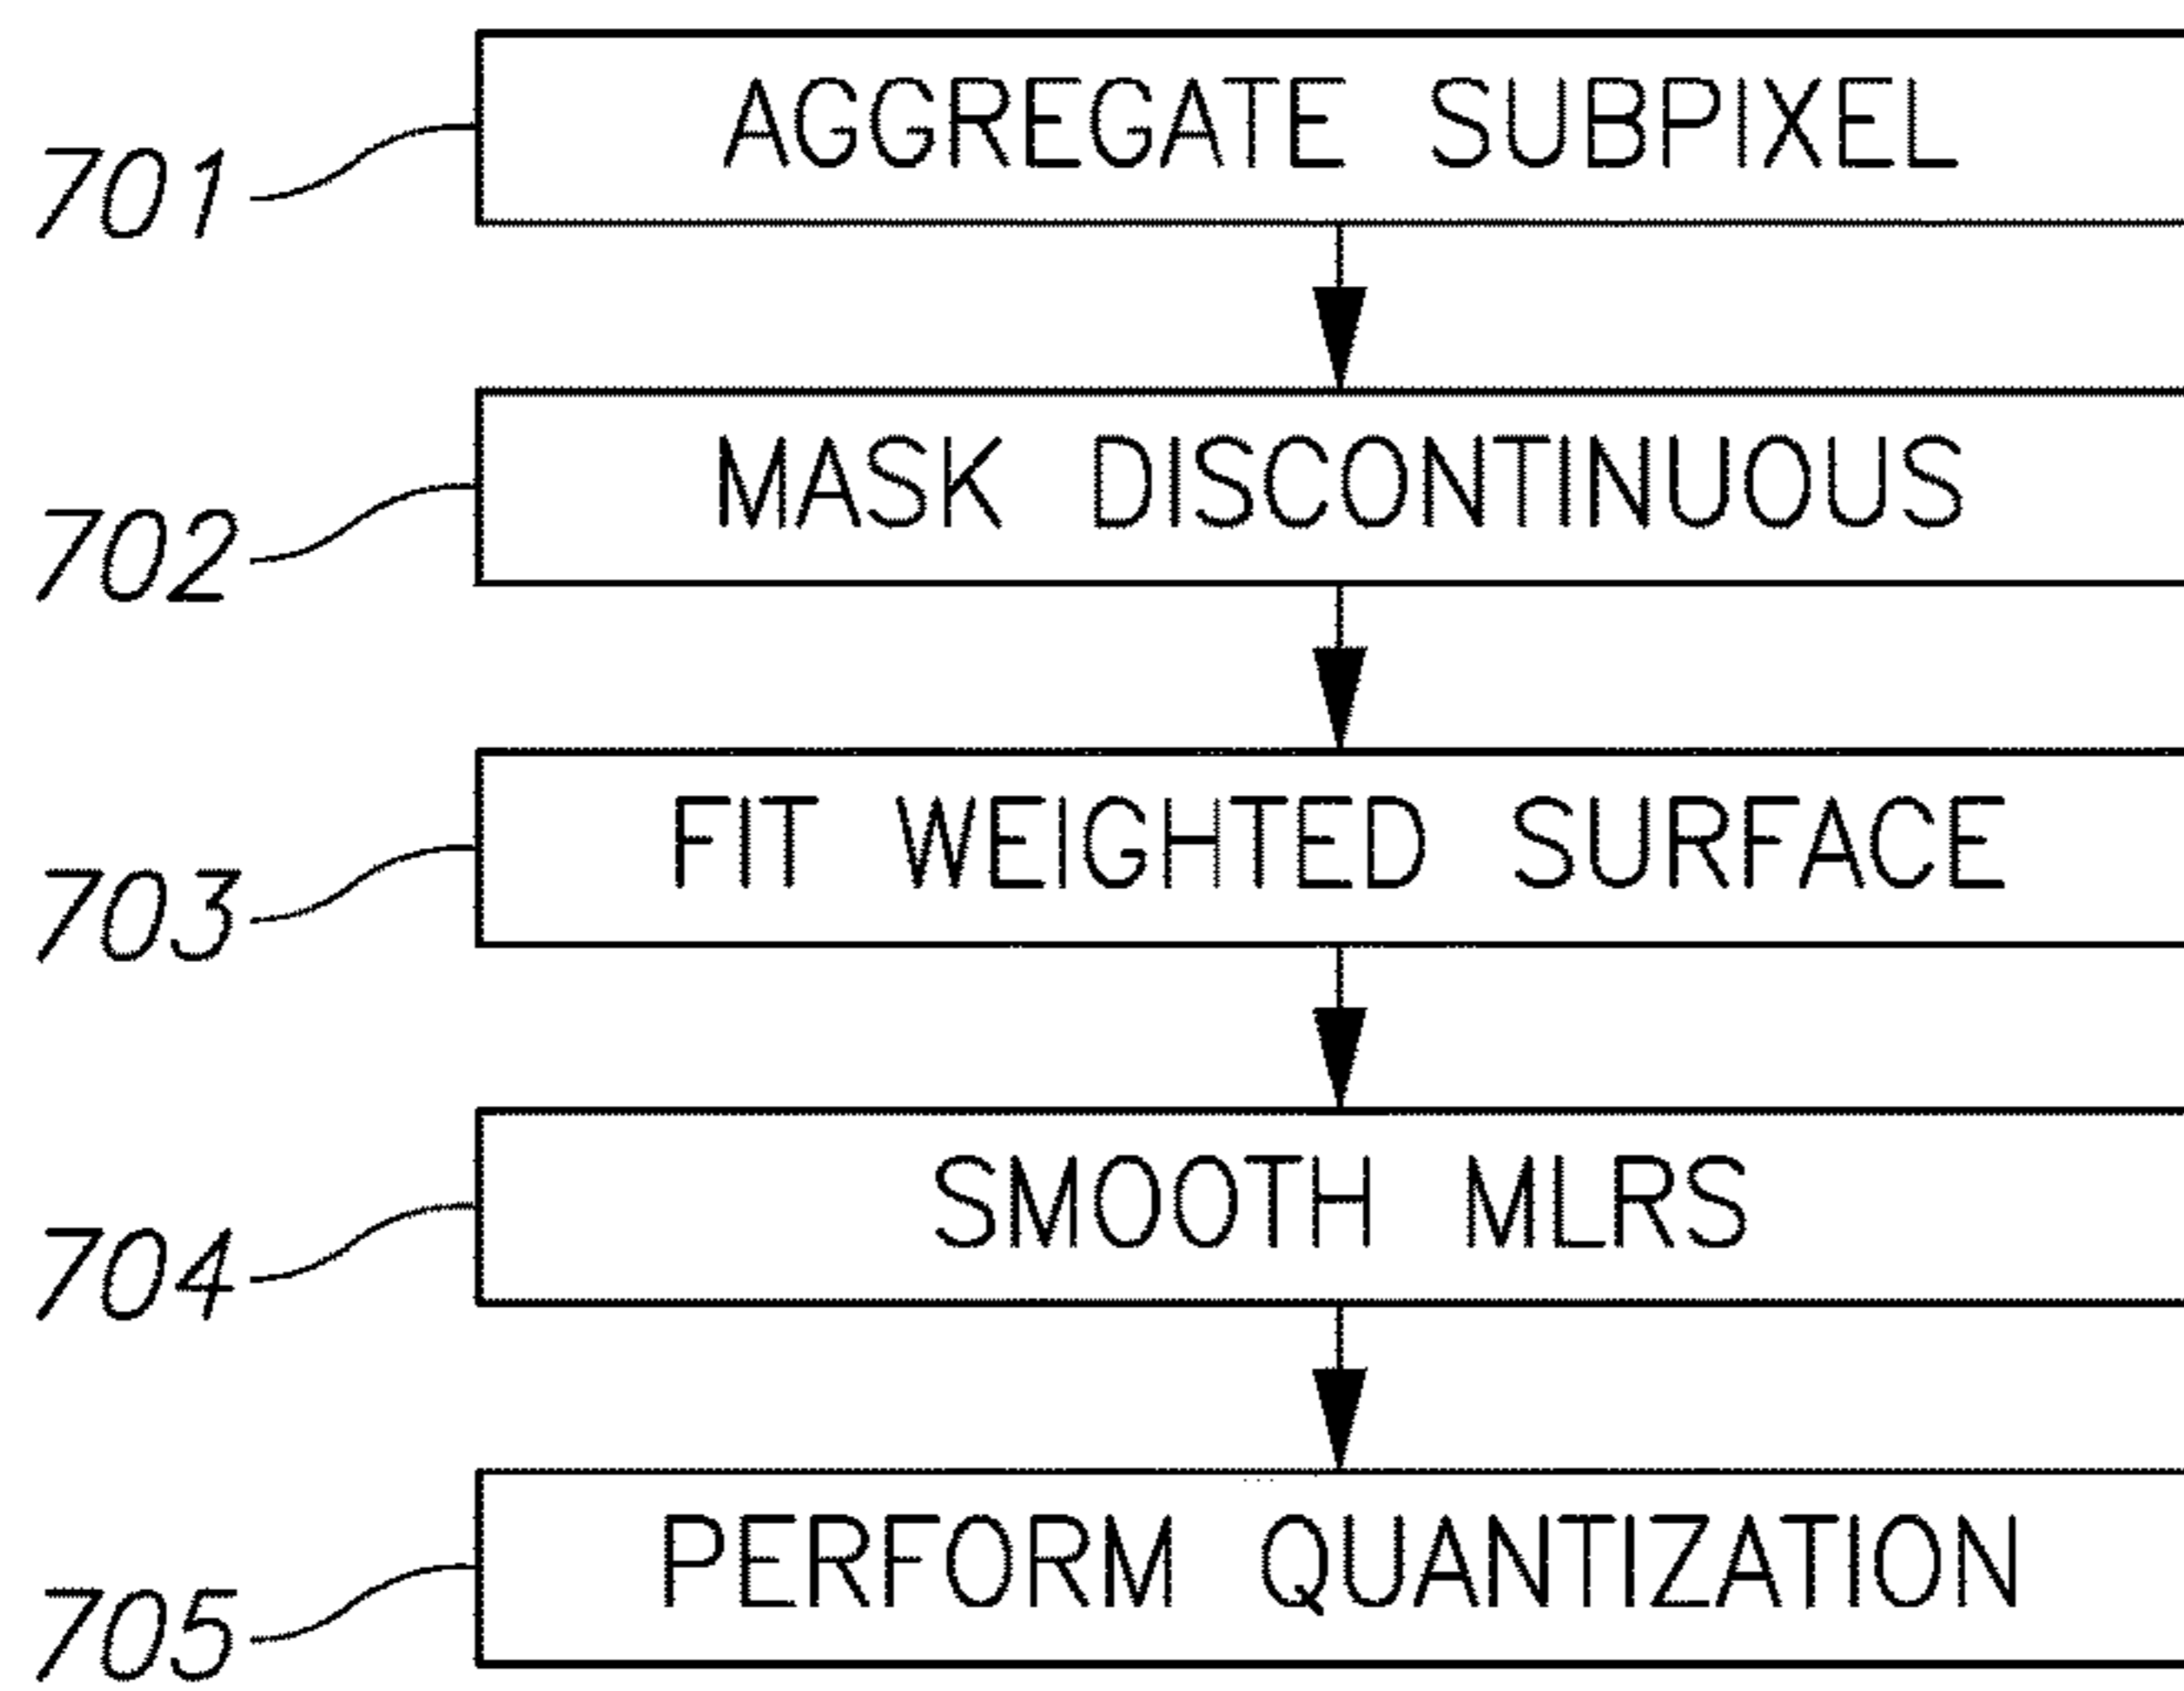 701 AGGREGATE SUBPIXEL
702 MASK DISCONTINUOUS
703 FIT WEIGHTED SURFACE
704 SMOOTH MLRS
705 PERFORM QUANTIZATION